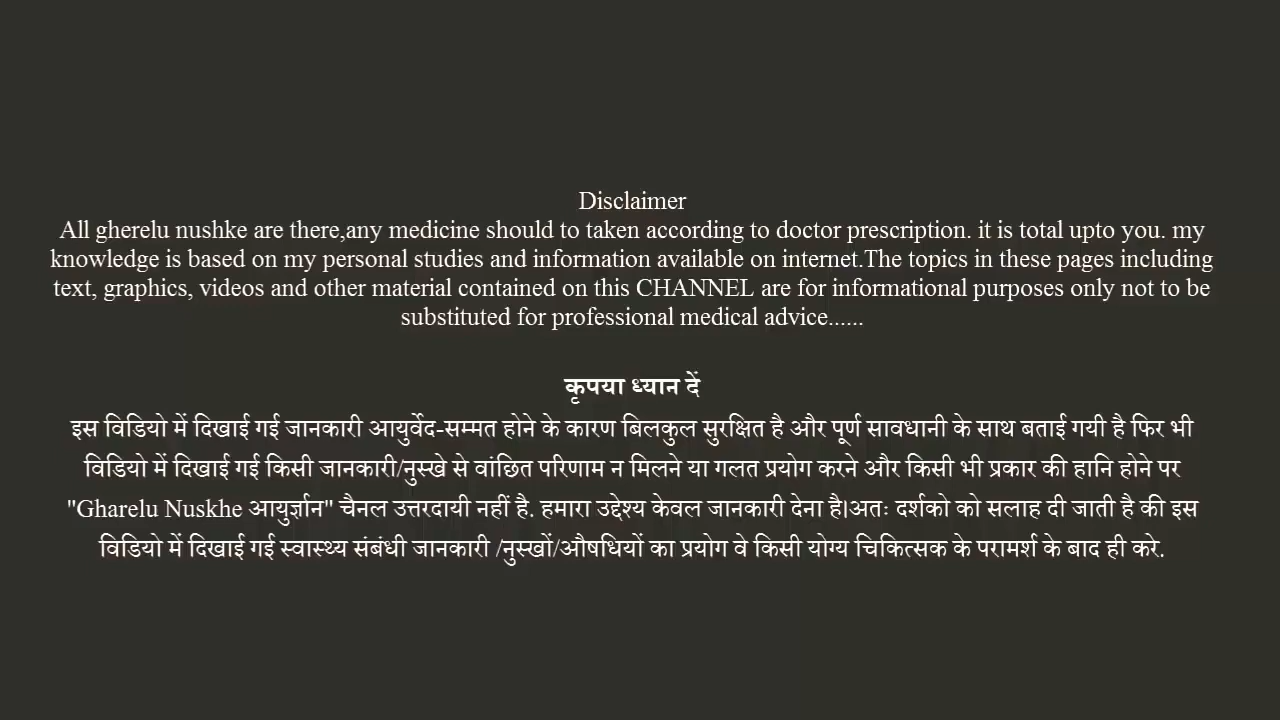 Disclaimer
All gherelu nushke are there,any medicine should to taken according to doctor prescription. it is total upto you. my
knowledge is based on my personal studies and information available on internet.The topics in these pages including
text, graphics, videos and other material contained on this CHANNEL are for informational purposes only not to be
substituted for professional medical advice......
कृपया ध्यान दें
इस विडियो में दिखाई गई जानकारी आयुर्वेद-सम्मत होने के कारण बिलकुल सुरक्षित है और पूर्ण सावधानी के साथ बताई गयी है फिर भी
विडियो में दिखाई गई किसी जानकारी/नुस्खे से वांछित परिणाम न मिलने या गलत प्रयोग करने और किसी भी प्रकार की हानि होने पर
"Gharelu Nuskhe आयुर्ज्ञान" चैनल उत्तरदायी नहीं है. हमारा उद्देश्य केवल जानकारी देना है।अतः दर्शको को सलाह दी जाती है की इस
विडियो में दिखाई गई स्वास्थ्य संबंधी जानकारी /नुस्खों/औषधियों का प्रयोग वे किसी योग्य चिकित्सक के परामर्श के बाद ही करे.